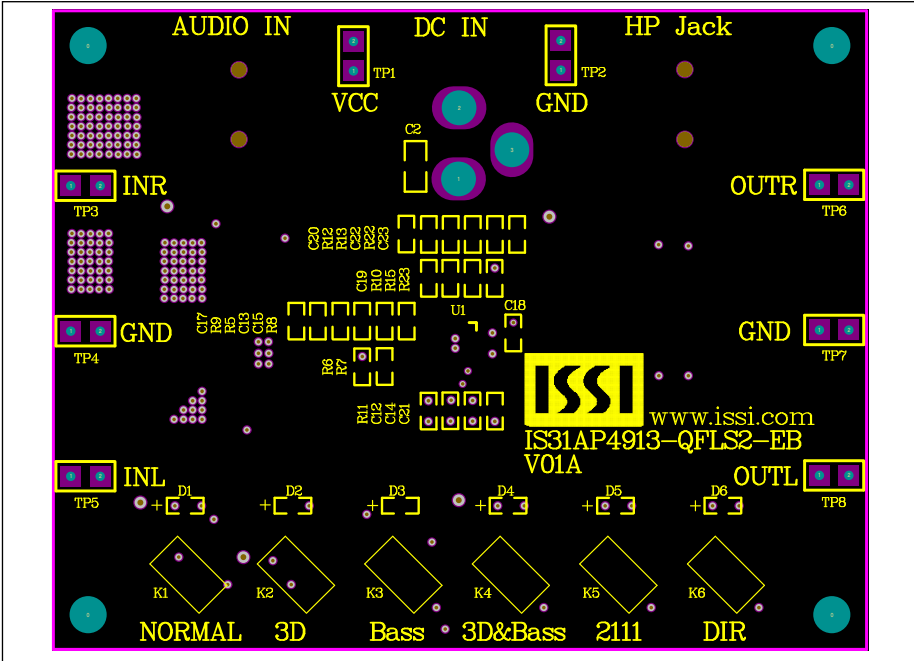 AUDIO IN DC IN HP Jack
TP1 TP2
VCC GND
C2
INR OUTR
TP3 TP6
C20 R12 R13 C22 R22 C23
C19 R10 R15 R23
U1 C18
C17 R9 R5 C13 C15 R8
GND GND
TP4 TP7
R6 R7
ISSI
R11 C12 C14 C21
www.issi.com
IS31AP4913-QFLS2-EB
V01A
INL OUTL
TP5 TP8
+ D1 + D2 + D3 + D4 + D5 + D6
K1 K2 K3 K4 K5 K6
NORMAL 3D Bass 3D&Bass 2111 DIR